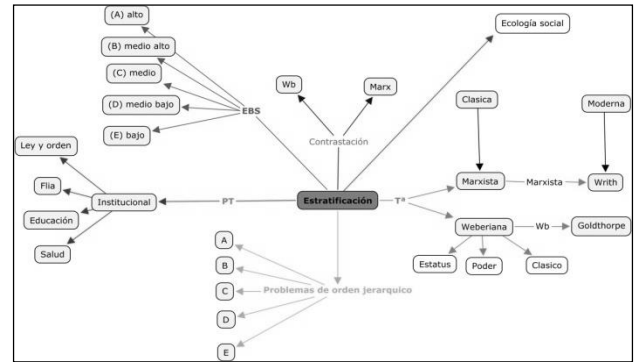 (A) alto
Ecología social
(B) medio alto
(C) medio
Wb
Marx
Clasica
Moderna
(D) medio bajo
EBS
(E) bajo
Contrastación
Ley y orden
Flia
Marxista
Marxista
Writh
Institucional
PT
Estratificación
Tª
Educación
Weberiana
Wb
Goldthorpe
Salud
A
Estatus
Poder
Clasico
B
C
Problemas de orden jerarquico
D
E